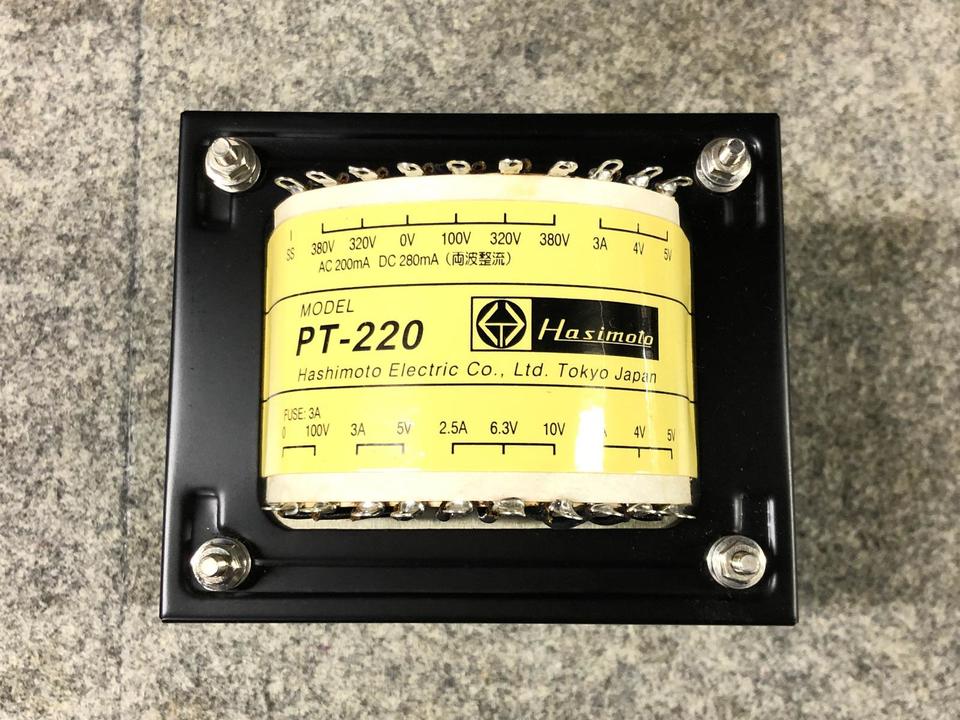 SS 380V 320V 0V 100V 320V 380V 3A 4V 5V
AC 200mA DC 280mA (両波整流)
MODEL
PT-220
Hasimoto
Hashimoto Electric Co., Ltd. Tokyo Japan
FUSE: 3A
0 100V 3A 5V 2.5A 6.3V 10V 4V 5V